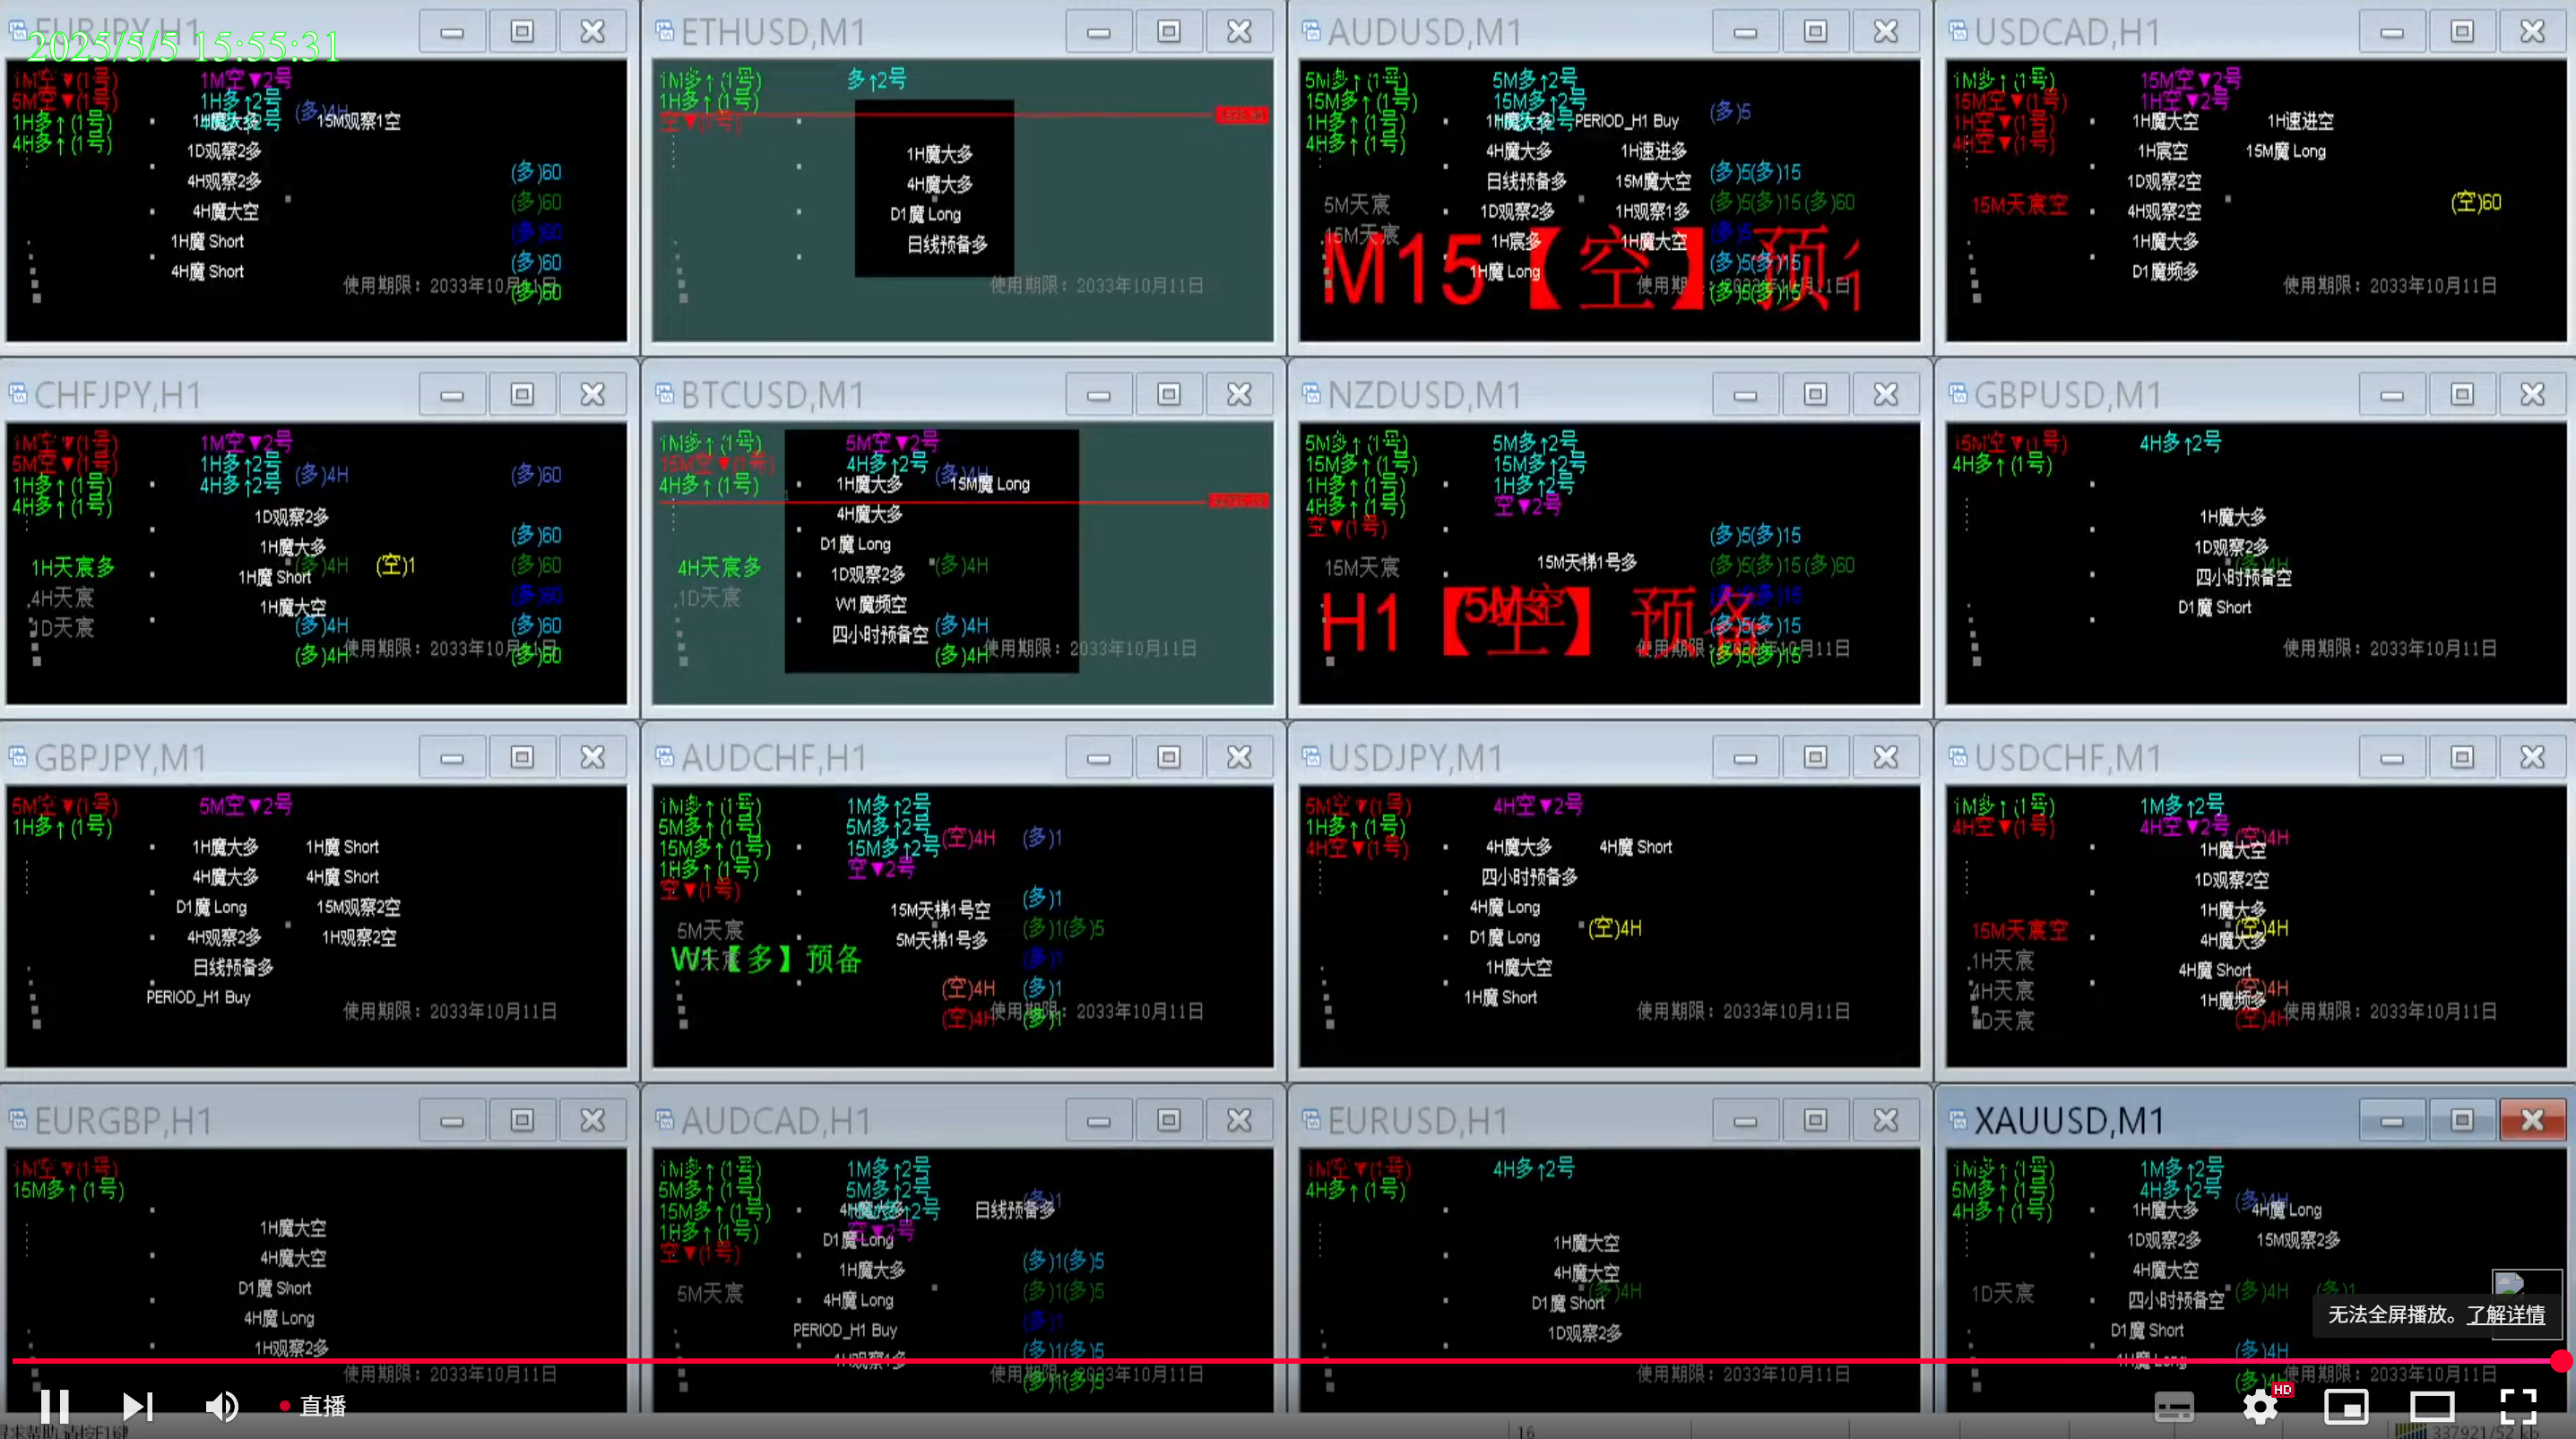 EURJPY,H1
2025/5/5 15:55:31
1M空▼(1号)
1M空▼2号
5M空▼(1号)
1H多↑2号
(多)4H
1H多↑(1号)
1H魔大多
15M观察1空
4H多↑(1号)
1D观察2多
(多)60
4H观察2多
(多)60
4H魔大空
(多)60
1H魔 Short
(多)60
4H魔 Short
使用期限：2033年10月11日
(多)60
ETHUSD,M1
1M多↑(1号)
多↑2号
1H多↑(1号)
空▼(1号)
1H魔大多
4H魔大多
D1魔 Long
日线预备多
使用期限：2033年10月11日
AUDUSD,M1
5M多↑(1号)
5M多↑2号
15M多↑(1号)
15M多↑2号
(多)5
1H多↑(1号)
1H魔大多
PERIOD_H1 Buy
4H多↑(1号)
4H魔大多
1H速进多
日线预备多
15M魔大空
(多)5(多)15
5M天宸
1D观察2多
1H观察1多
(多)5(多)15(多)60
15M天宸
1H宸多
1H魔大空
(多)5
M15【空】预
1H魔 Long
(多)5(多)15
(多)5(多)15
USDCAD,H1
1M多↑(1号)
15M空▼2号
15M空▼(1号)
1H空▼2号
1H空▼(1号)
1H魔大空
1H速进空
4H空▼(1号)
1H宸空
15M魔 Long
1D观察2空
15M天宸空
4H观察2空
(空)60
1H魔大多
D1魔频多
使用期限：2033年10月11日
CHFJPY,H1
1M空▼(1号)
1M空▼2号
5M空▼(1号)
1H多↑2号
(多)4H
(多)60
1H多↑(1号)
4H多↑2号
4H多↑(1号)
1D观察2多
1H魔大多
(多)60
1H天宸多
(多)4H
(空)1
(多)60
1H魔 Short
4H天宸
1H魔大空
(多)60
1D天宸
(多)4H
(多)60
(多)4H
使用期限：2033年10月11日
(多)60
BTCUSD,M1
1M多↑(1号)
5M空▼2号
15M空▼(1号)
4H多↑2号
(多)4H
4H多↑(1号)
1H魔大多
15M魔 Long
4H魔大多
D1魔 Long
4H天宸多
1D观察2多
(多)4H
1D天宸
W1魔频空
四小时预备空
(多)4H
(多)4H
使用期限：2033年10月11日
NZDUSD,M1
5M多↑(1号)
5M多↑2号
15M多↑(1号)
15M多↑2号
1H多↑(1号)
1H多↑2号
4H多↑(1号)
空▼2号
空▼(1号)
(多)5(多)15
15M天宸
15M天梯1号多
(多)5(多)15(多)60
H1
预备
(多)5(多)15
(多)5(多)15
GBPUSD,M1
15M空▼(1号)
4H多↑2号
4H多↑(1号)
1H魔大多
1D观察2多
(多)4H
四小时预备空
D1魔 Short
使用期限：2033年10月11日
GBPJPY,M1
5M空▼(1号)
5M空▼2号
1H多↑(1号)
1H魔大多
1H魔 Short
4H魔大多
4H魔 Short
D1魔 Long
15M观察2空
4H观察2多
1H观察2空
日线预备多
PERIOD_H1 Buy
使用期限：2033年10月11日
AUDCHF,H1
1M多↑(1号)
1M多↑2号
5M多↑(1号)
5M多↑2号
(空)4H
(多)1
15M多↑(1号)
15M多↑2号
1H多↑(1号)
空▼2号
空▼(1号)
15M天梯1号空
(多)1
5M天宸
5M天梯1号多
(多)1(多)5
W1【多】预备
(多)1
(空)4H
(多)1
(空)4H
使用期限：2033年10月11日
(多)1
USDJPY,M1
5M空▼(1号)
4H空▼2号
1H多↑(1号)
4H空▼(1号)
4H魔大多
4H魔 Short
四小时预备多
4H魔 Long
D1魔 Long
(空)4H
1H魔大空
1H魔 Short
使用期限：2033年10月11日
USDCHF,M1
1M多↑(1号)
1M多↑2号
4H空▼(1号)
4H空▼2号
(空)4H
1H魔大空
1D观察2空
1H魔大多
15M天宸空
(空)4H
4H魔大多
1H天宸
4H魔 Short
4H天宸
(空)4H
1H魔频多
1D天宸
(空)4H
使用期限：2033年10月11日
EURGBP,H1
1M空▼(1号)
15M多↑(1号)
1H魔大空
4H魔大空
D1魔 Short
4H魔 Long
1H观察2多
使用期限：2033年10月11日
AUDCAD,H1
1M多↑(1号)
1M多↑2号
5M多↑(1号)
5M多↑2号
(多)1
15M多↑(1号)
4H魔大多
日线预备多
1H多↑(1号)
空▼2号
D1魔 Long
空▼(1号)
1H魔大多
(多)1(多)5
5M天宸
4H魔 Long
(多)1(多)5
PERIOD_H1 Buy
(多)1
1H观察1多
(多)1(多)5
使用期限：2033年10月11日
(多)1(多)5
EURUSD,H1
1M空▼(1号)
4H多↑2号
4H多↑(1号)
1H魔大空
4H魔大空
(多)4H
D1魔 Short
1D观察2多
使用期限：2033年10月11日
XAUUSD,M1
1M多↑(1号)
1M多↑2号
5M多↑(1号)
4H多↑2号
(多)4H
4H多↑(1号)
1H魔大多
4H魔 Long
1D观察2多
15M观察2多
4H魔大空
1D天宸
四小时预备空
(多)4H
(多)1
D1魔 Short
无法全屏播放。了解详情
1H魔 Long
(多)4H
使用期限：2033年10月11日
直播
HD
16